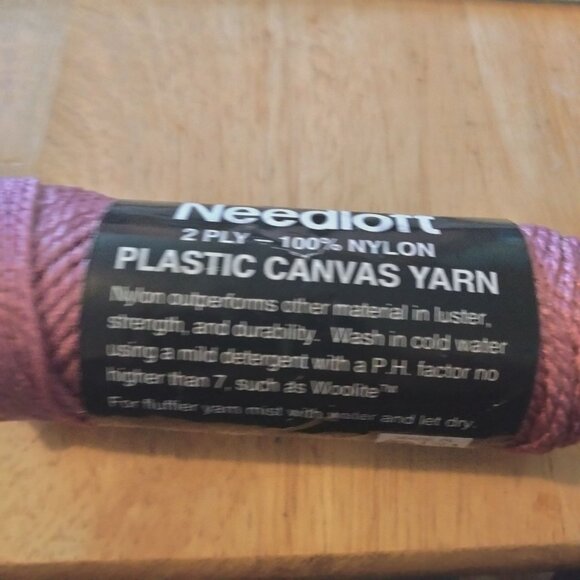 Needloft
2 PLY – 100% NYLON
PLASTIC CANVAS YARN
Nylon outperforms other material in luster,
strength, and durability. Wash in cold water
using a mild detergent with a P.H. factor no
higher than 7, such as Woolite™
For fluffier yarn mist with water and let dry.